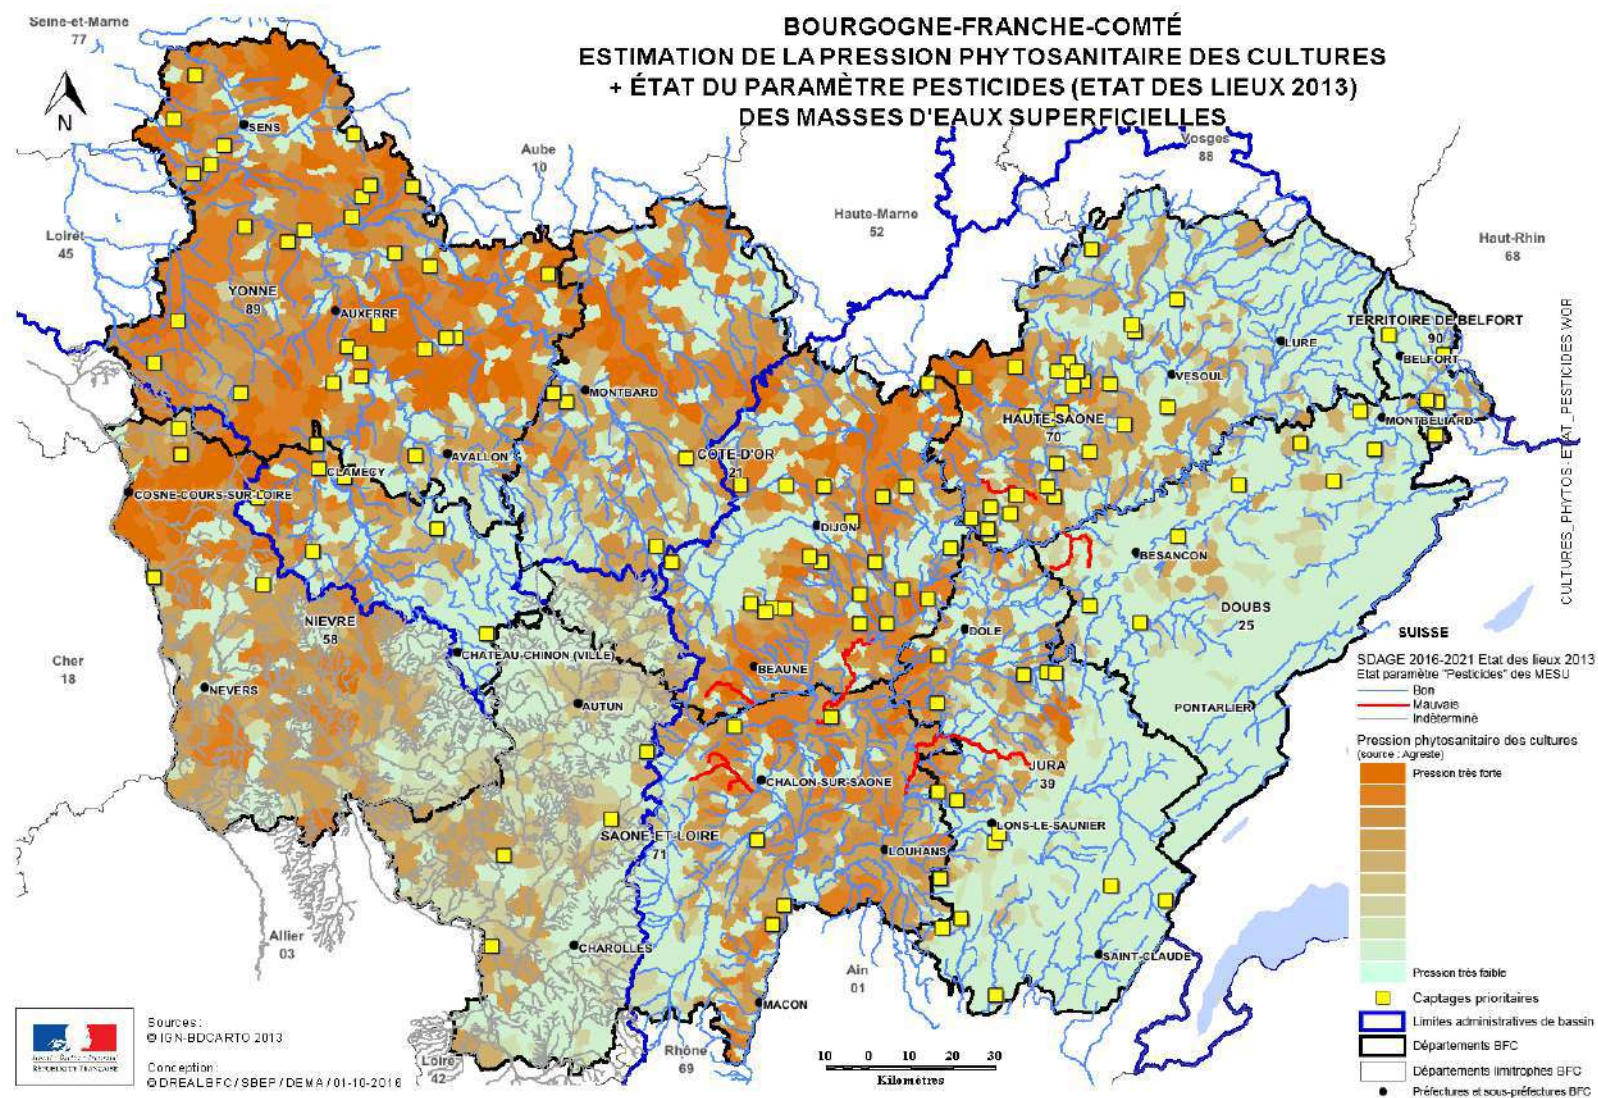 BOURGOGNE-FRANCHE-COMTÉ
ESTIMATION DE LA PRESSION PHYTOSANITAIRE DES CULTURES
+ ÉTAT DU PARAMÈTRE PESTICIDES (ETAT DES LIEUX 2013)
DES MASSES D'EAUX SUPERFICIELLES
Seine-et-Marne
77
N
SENS
Aube
10
Vosges
88
Haute-Marne
52
Loiret
45
Haut-Rhin
68
YONNE
89
AUXERRE
TERRITOIRE DE BELFORT
90
BELFORT
LURE
VESOUL
MONTBARD
HAUTE-SAONE
70
MONTBELIARD
AVALLON
CLAMECY
COTE-D'OR
21
COSNE-COURS-SUR-LOIRE
DIJON
BESANCON
DOUBS
25
NIEVRE
58
DOLE
CHATEAU-CHINON (VILLE)
BEAUNE
Cher
18
NEVERS
AUTUN
PONTARLIER
CHALON-SUR-SAONE
JURA
39
SAONE-ET-LOIRE
71
LONS-LE-SAUNIER
LOUHANS
Allier
03
CHAROLLES
SAINT-CLAUDE
Ain
01
MACON
Loire
42
Rhône
69
CULTURES_PHYTOS+ETAT_PESTICIDES.WOR
SUISSE
SDAGE 2016-2021 Etat des lieux 2013
Etat paramètre "Pesticides" des MESU
Bon
Mauvais
Indéterminé
Pression phytosanitaire des cultures
(source : Agreste)
Pression très forte
Pression très faible
Captages prioritaires
Limites administratives de bassin
Départements BFC
Départements limitrophes BFC
Préfectures et sous-préfectures BFC
10 0 10 20 30
Kilomètres
Liberté • Égalité • Fraternité
RÉPUBLIQUE FRANÇAISE
Sources :
© IGN-BDCARTO 2013
Conception :
© DREAL BFC / SBEP / DEMA / 01-10-2016